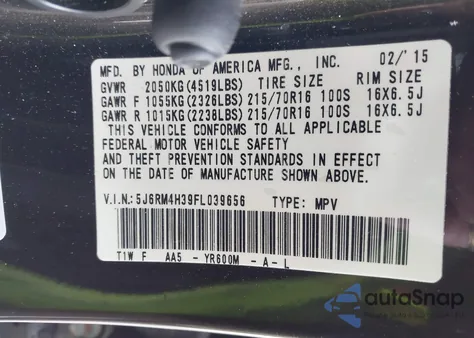 MFD. BY HONDA OF AMERICA MFG., INC. 02/'15
GVWR 2050KG(4519LBS) TIRE SIZE RIM SIZE
GAWR F 1055KG(2326LBS) 215/70R16 100S 16X6.5J
GAWR R 1015KG(2238LBS) 215/70R16 100S 16X6.5J
THIS VEHICLE CONFORMS TO ALL APPLICABLE
FEDERAL MOTOR VEHICLE SAFETY
AND THEFT PREVENTION STANDARDS IN EFFECT
ON THE DATE OF MANUFACTURE SHOWN ABOVE.
V.I.N.: 5J6RM4H39FL039656 TYPE: MPV
T1W F AA5 - YR600M - A - L
autoSnap